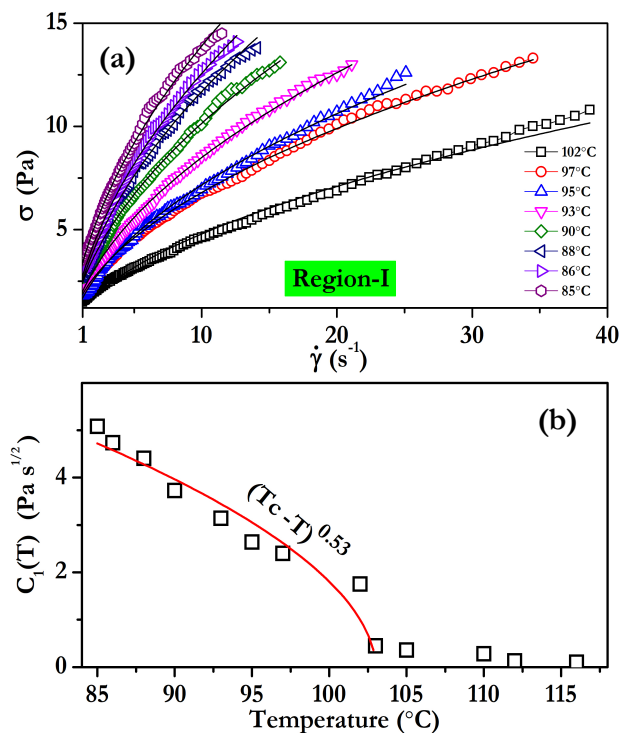 15
(a)
10
σ (Pa)
5
102°C
97°C
95°C
93°C
90°C
88°C
86°C
85°C
Region-I
1 10 20 30 40
γ̇ (s⁻¹)
(b)
4
C₁(T) (Pa s^1/2)
(Tc -T)^0.53
2
0
85 90 95 100 105 110 115
Temperature (°C)